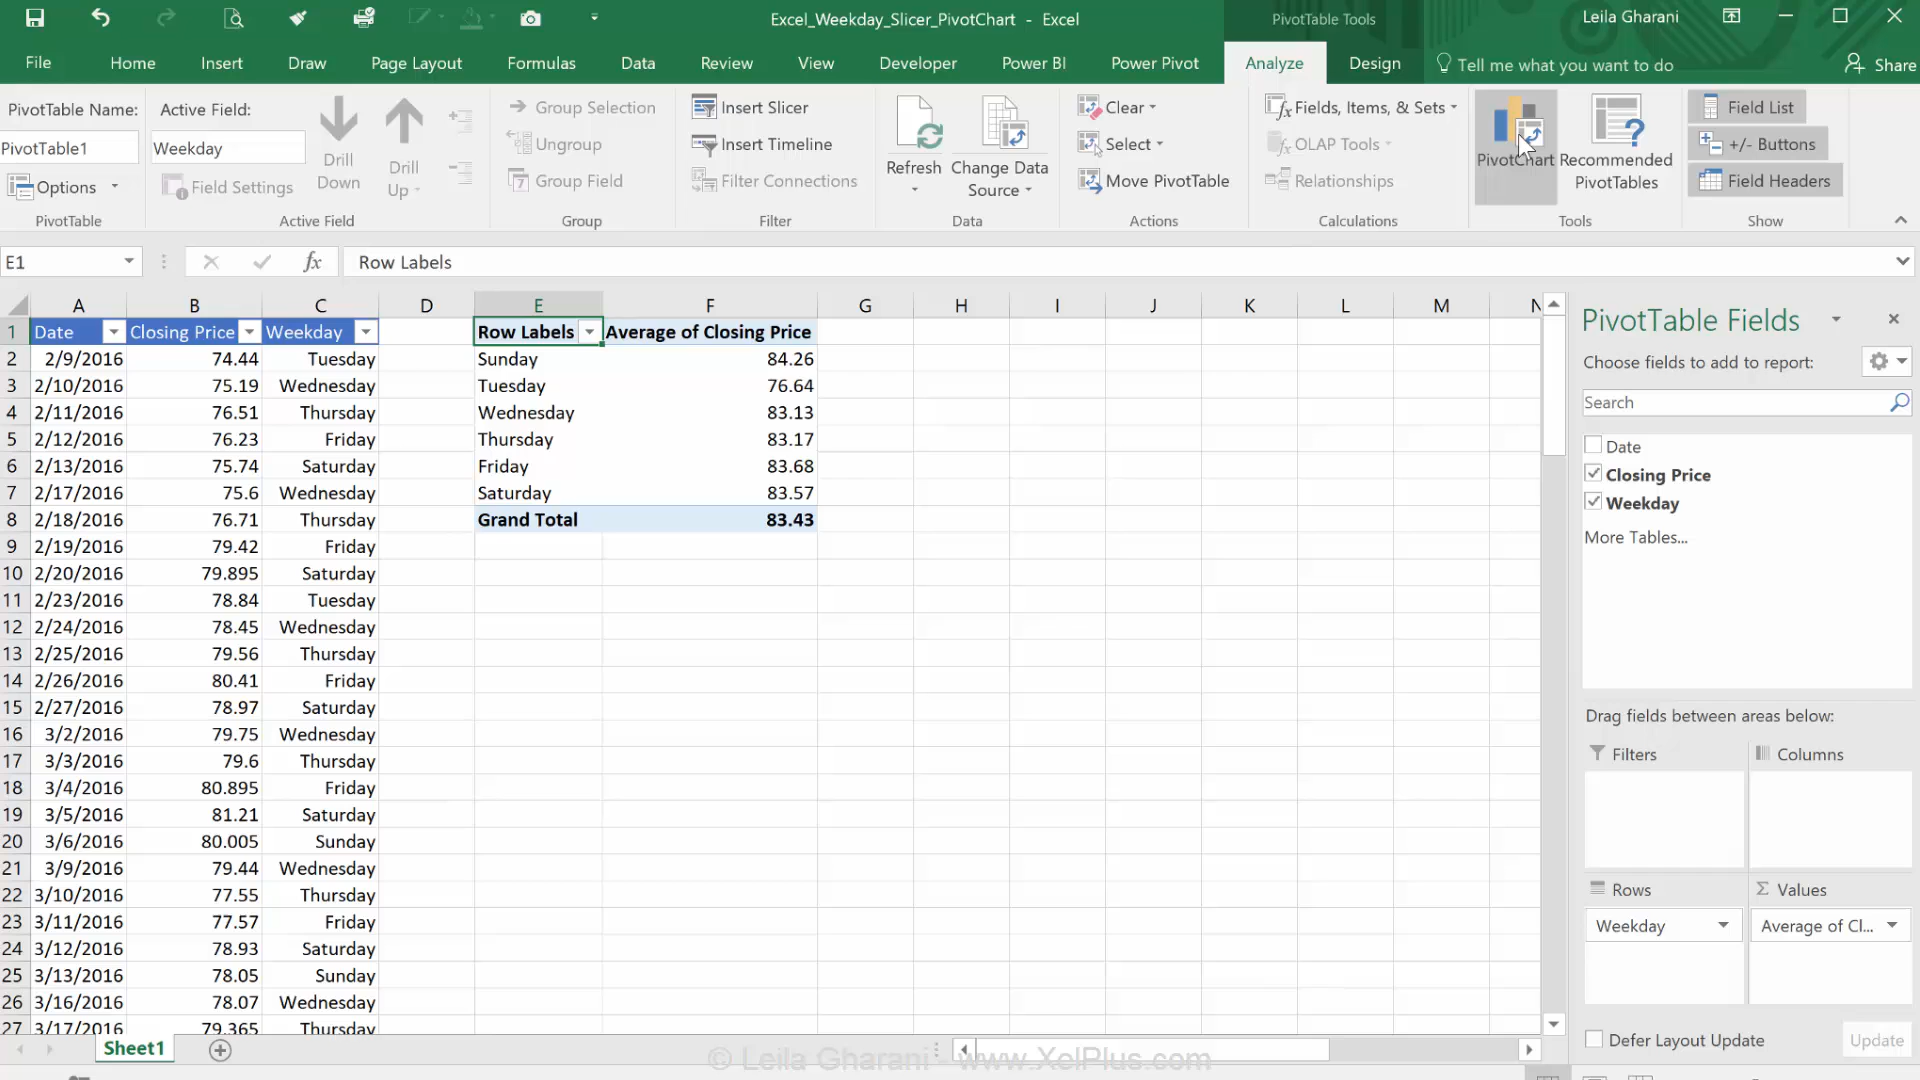 Excel_Weekday_Slicer_PivotChart - Excel
PivotTable Tools
Leila Gharani
File Home Insert Draw Page Layout Formulas Data Review View Developer Power BI Power Pivot Analyze Design Tell me what you want to do Share
PivotTable Name:
PivotTable1
Options
PivotTable
Active Field:
Weekday
Field Settings
Drill Down
Drill Up
Active Field
Group Selection
Ungroup
Group Field
Group
Insert Slicer
Insert Timeline
Filter Connections
Filter
Refresh
Change Data Source
Data
Clear
Select
Move PivotTable
Actions
Fields, Items, & Sets
OLAP Tools
Relationships
Calculations
PivotChart
Recommended PivotTables
Tools
Field List
+/- Buttons
Field Headers
Show
E1 fx Row Labels
A B C D E F G H I J K L M N
1 Date Closing Price Weekday Row Labels Average of Closing Price
2 2/9/2016 74.44 Tuesday Sunday 84.26
3 2/10/2016 75.19 Wednesday Tuesday 76.64
4 2/11/2016 76.51 Thursday Wednesday 83.13
5 2/12/2016 76.23 Friday Thursday 83.17
6 2/13/2016 75.74 Saturday Friday 83.68
7 2/17/2016 75.6 Wednesday Saturday 83.57
8 2/18/2016 76.71 Thursday Grand Total 83.43
9 2/19/2016 79.42 Friday
10 2/20/2016 79.895 Saturday
11 2/23/2016 78.84 Tuesday
12 2/24/2016 78.45 Wednesday
13 2/25/2016 79.56 Thursday
14 2/26/2016 80.41 Friday
15 2/27/2016 78.97 Saturday
16 3/2/2016 79.75 Wednesday
17 3/3/2016 79.6 Thursday
18 3/4/2016 80.895 Friday
19 3/5/2016 81.21 Saturday
20 3/6/2016 80.005 Sunday
21 3/9/2016 79.44 Wednesday
22 3/10/2016 77.55 Thursday
23 3/11/2016 77.57 Friday
24 3/12/2016 78.93 Saturday
25 3/13/2016 78.05 Sunday
26 3/16/2016 78.07 Wednesday
27 3/17/2016 79.365 Thursday
Sheet1
© Leila Gharani - www.XelPlus.com
PivotTable Fields
Choose fields to add to report:
Search
Date
Closing Price
Weekday
More Tables...
Drag fields between areas below:
Filters
Columns
Rows
Σ Values
Weekday
Average of Cl...
Defer Layout Update
Update